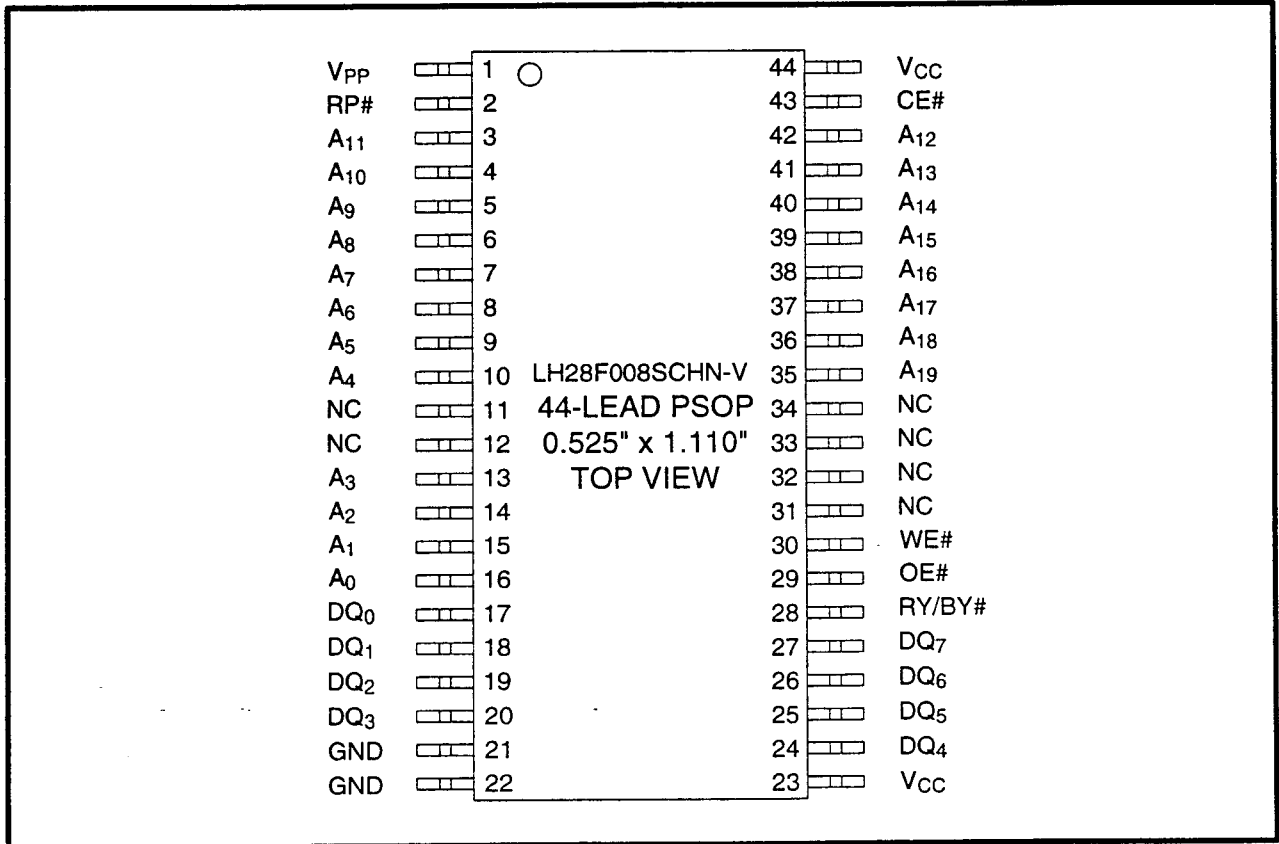 VPP 1 44 VCC
RP# 2 43 CE#
A11 3 42 A12
A10 4 41 A13
A9 5 40 A14
A8 6 39 A15
A7 7 38 A16
A6 8 37 A17
A5 9 36 A18
A4 10 LH28F008SCHN-V 35 A19
NC 11 44-LEAD PSOP 34 NC
NC 12 0.525" x 1.110" 33 NC
A3 13 TOP VIEW 32 NC
A2 14 31 NC
A1 15 30 WE#
A0 16 29 OE#
DQ0 17 28 RY/BY#
DQ1 18 27 DQ7
DQ2 19 26 DQ6
DQ3 20 25 DQ5
GND 21 24 DQ4
GND 22 23 VCC